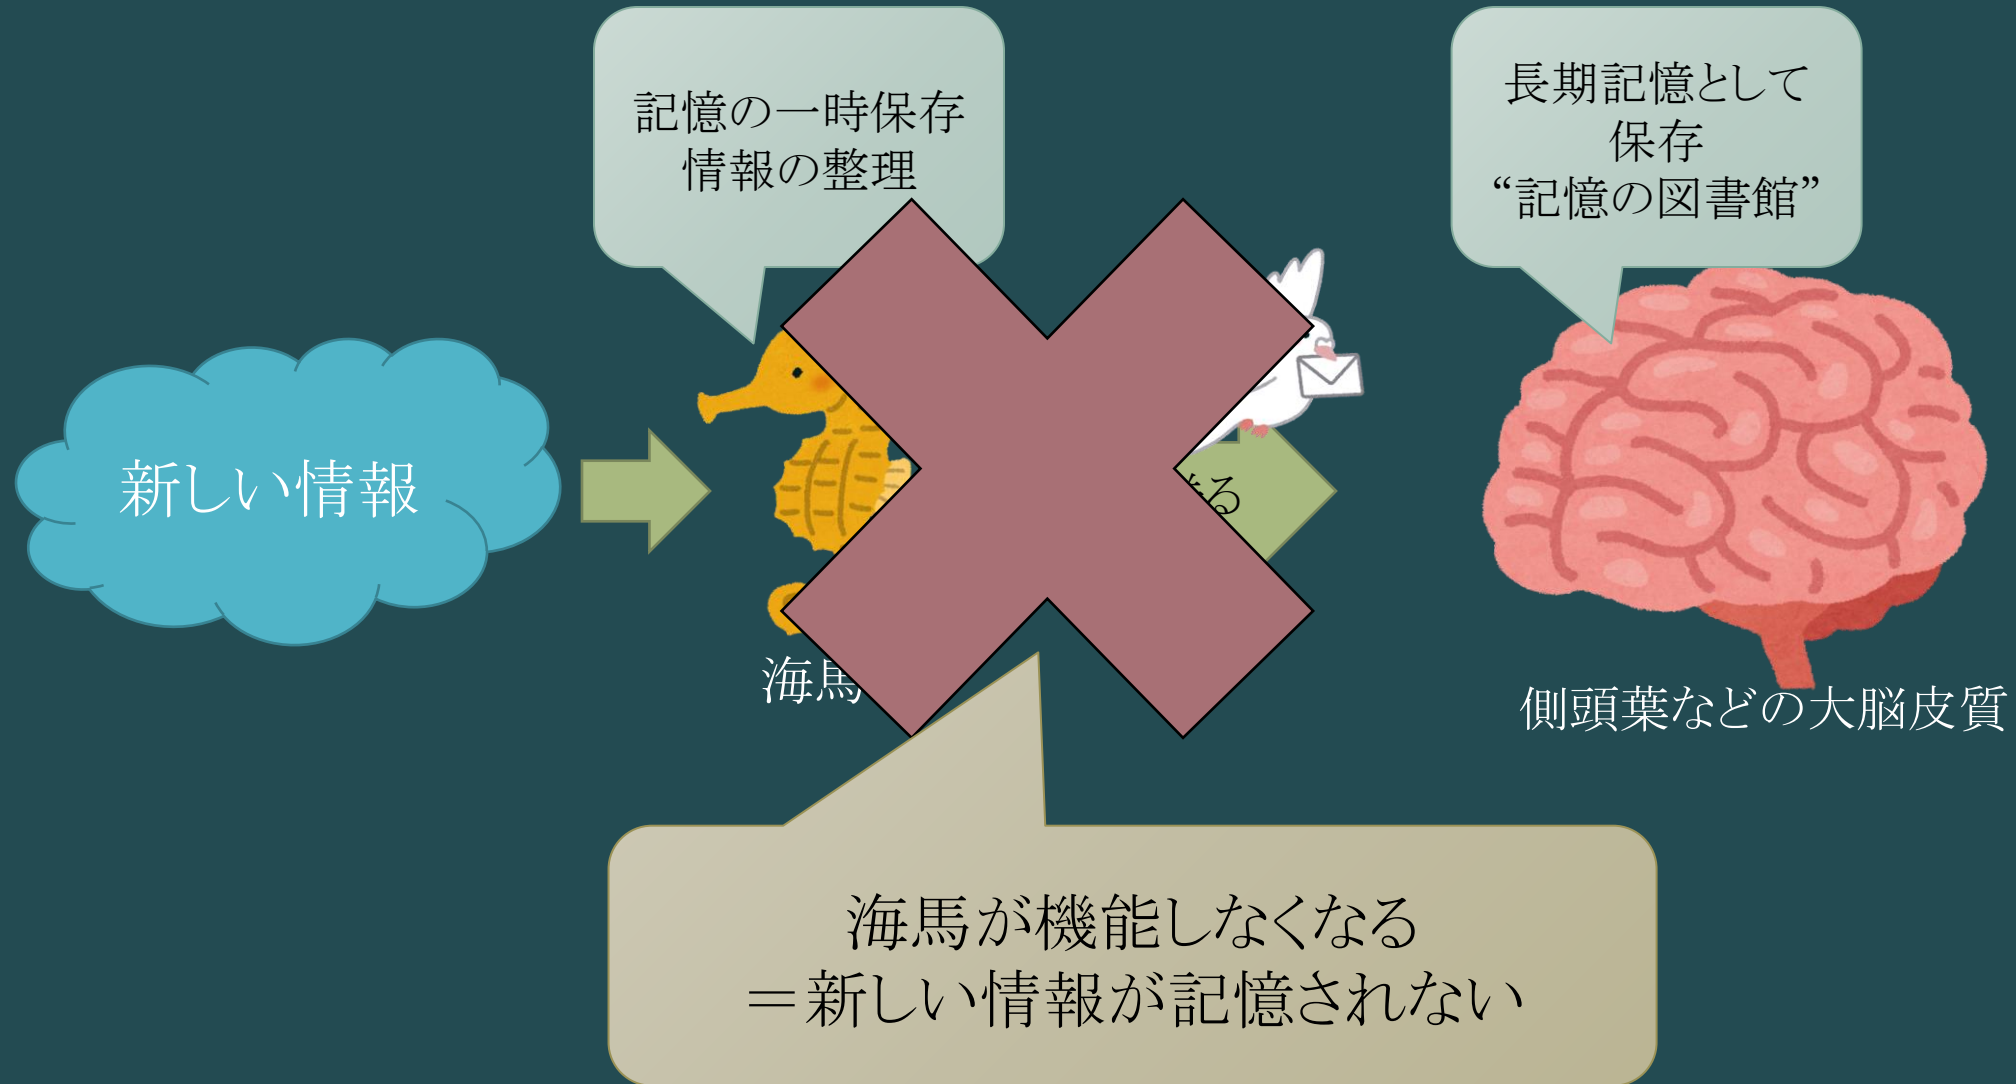 記憶の一時保存
情報の整理
長期記憶として
保存
“記憶の図書館”
新しい情報
海馬
側頭葉などの大脳皮質
海馬が機能しなくなる
＝新しい情報が記憶されない